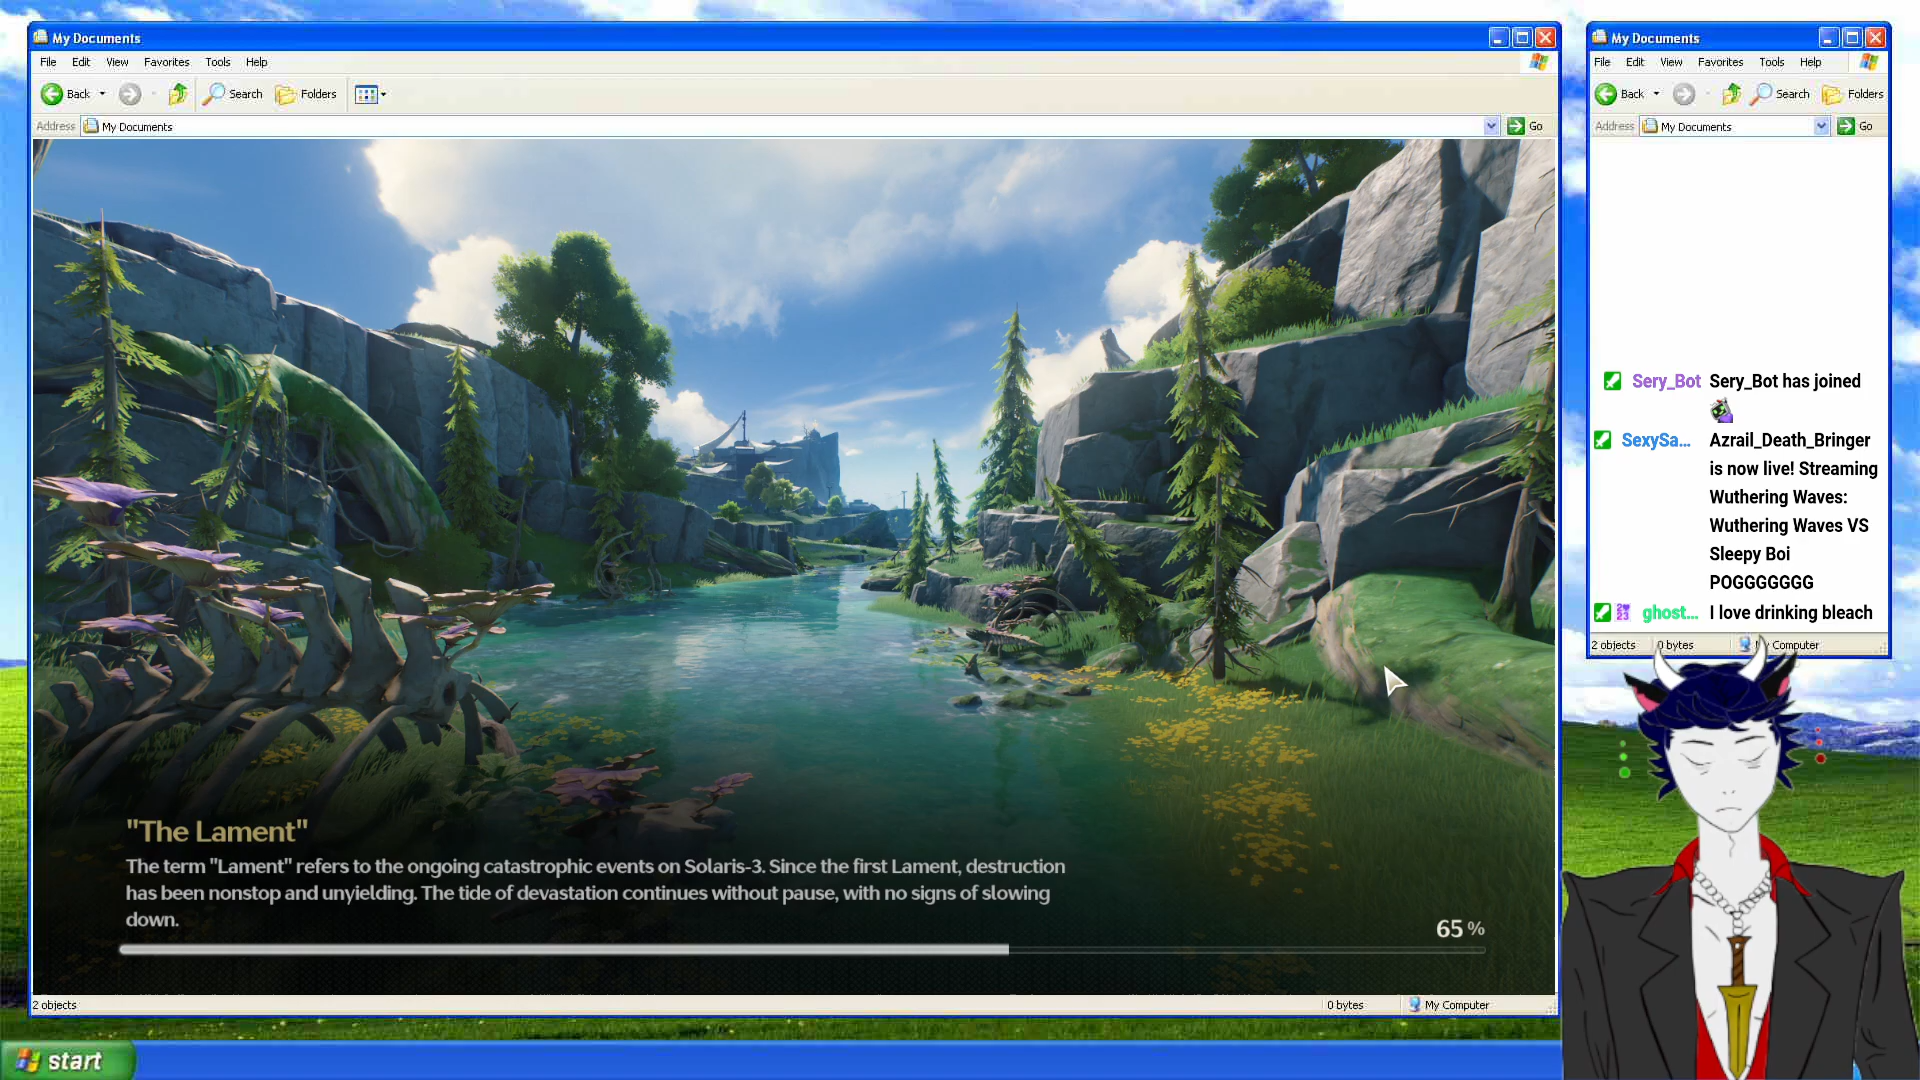 My Documents
File Edit View Favorites Tools Help
Back Search Folders
Address My Documents Go
"The Lament"
The term "Lament" refers to the ongoing catastrophic events on Solaris-3. Since the first Lament, destruction
has been nonstop and unyielding. The tide of devastation continues without pause, with no signs of slowing
down.
65 %
2 objects 0 bytes My Computer
start
My Documents
File Edit View Favorites Tools Help
Back Search Folders
Address My Documents Go
Sery_Bot Sery_Bot has joined
SexySa... Azrail_Death_Bringer
is now live! Streaming
Wuthering Waves:
Wuthering Waves VS
Sleepy Boi
POGGGGGGG
ghost... I love drinking bleach
2 objects 0 bytes Computer